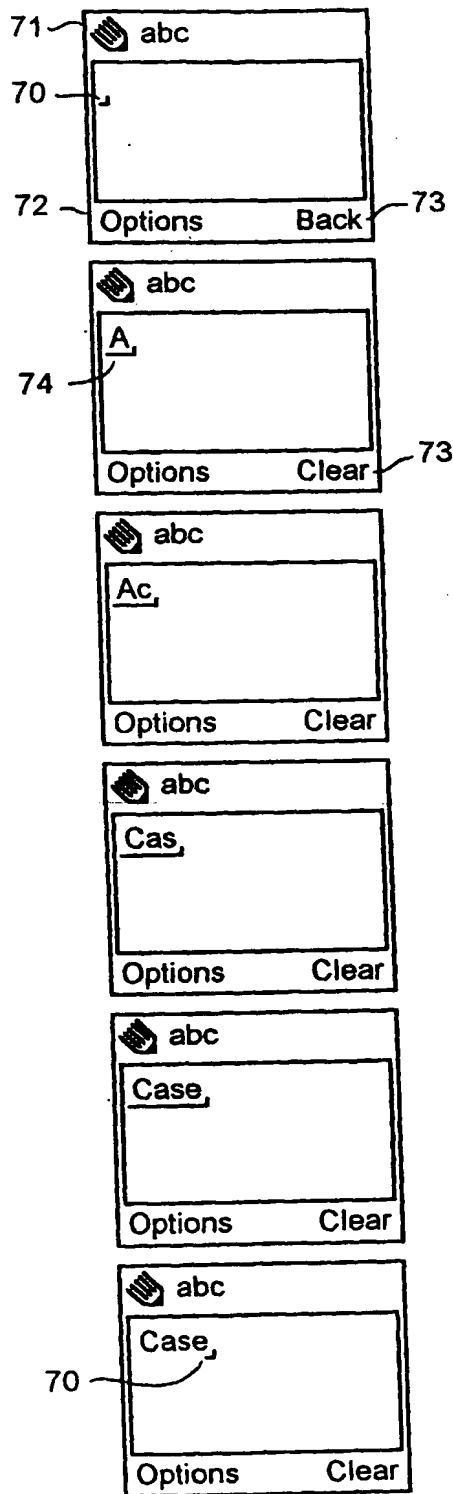 71 abc
70
72 Options Back 73
abc
A
74
Options Clear 73
abc
Ac
Options Clear
abc
Cas
Options Clear
abc
Case
Options Clear
abc
Case
70
Options Clear